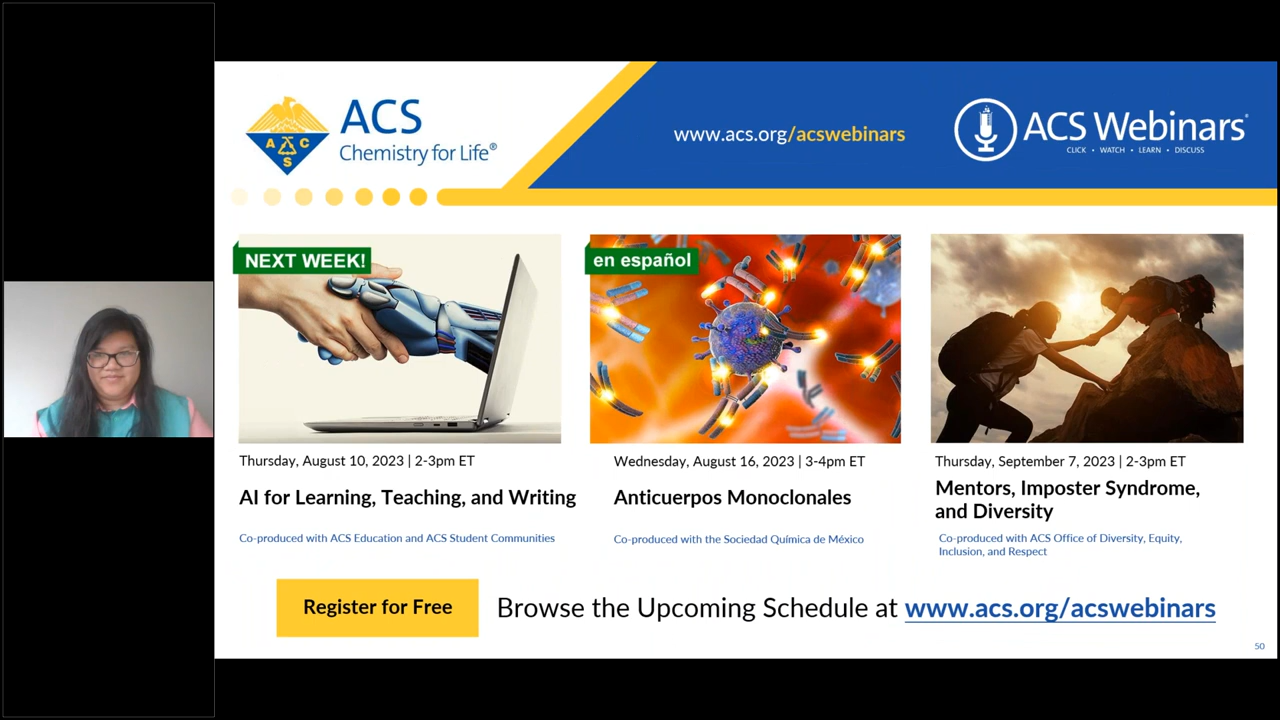 ACS
Chemistry for Life®
A C S
www.acs.org/acswebinars
ACS Webinars®
CLICK • WATCH • LEARN • DISCUSS
NEXT WEEK!
en español
Thursday, August 10, 2023 | 2-3pm ET
AI for Learning, Teaching, and Writing
Co-produced with ACS Education and ACS Student Communities
Wednesday, August 16, 2023 | 3-4pm ET
Anticuerpos Monoclonales
Co-produced with the Sociedad Química de México
Thursday, September 7, 2023 | 2-3pm ET
Mentors, Imposter Syndrome,
and Diversity
Co-produced with ACS Office of Diversity, Equity,
Inclusion, and Respect
Register for Free
Browse the Upcoming Schedule at www.acs.org/acswebinars
50